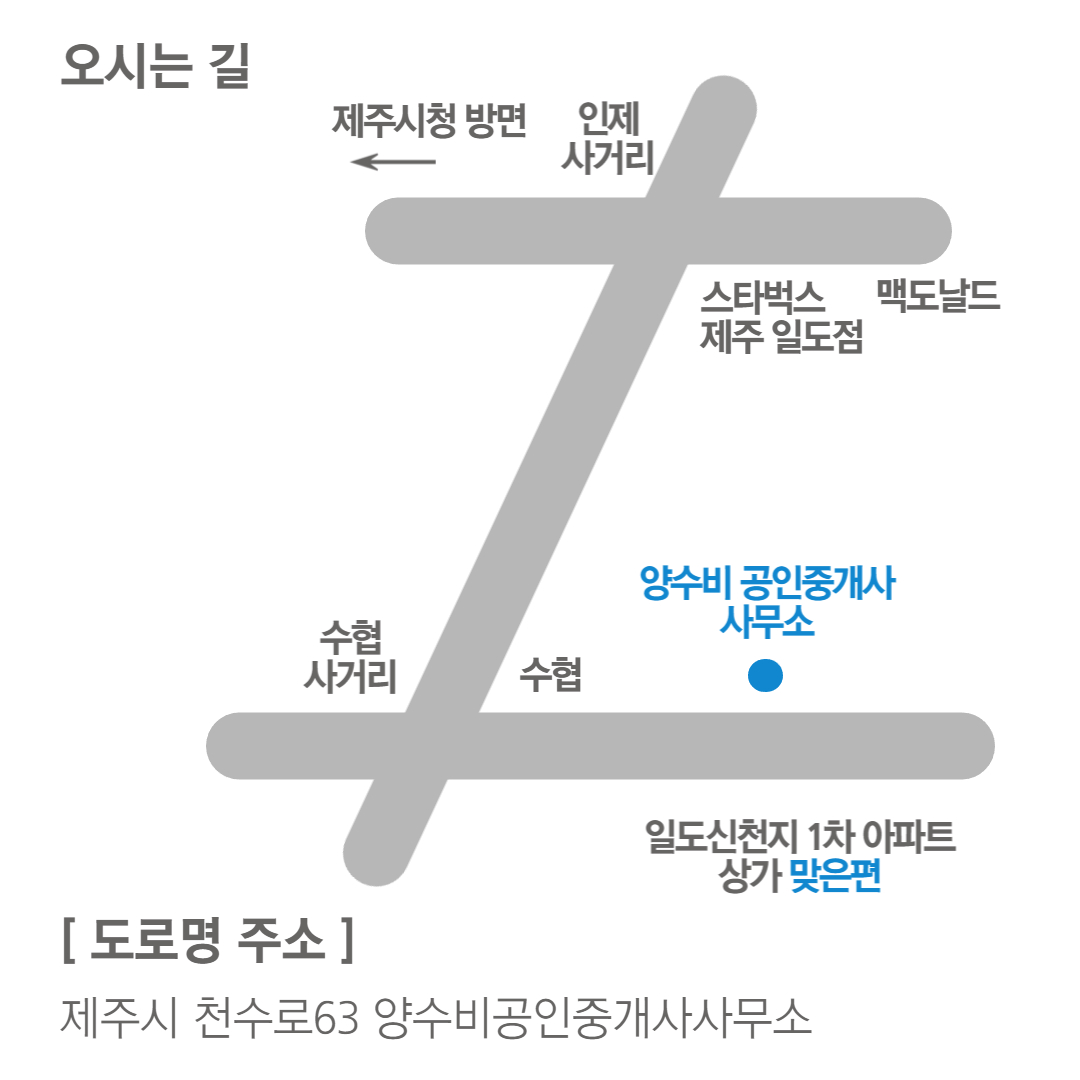 오시는 길
제주시청 방면
인제
사거리
스타벅스
제주 일도점
맥도날드
양수비 공인중개사
사무소
수협
사거리
수협
일도신천지 1차 아파트
상가 맞은편
[ 도로명 주소 ]
제주시 천수로63 양수비공인중개사사무소